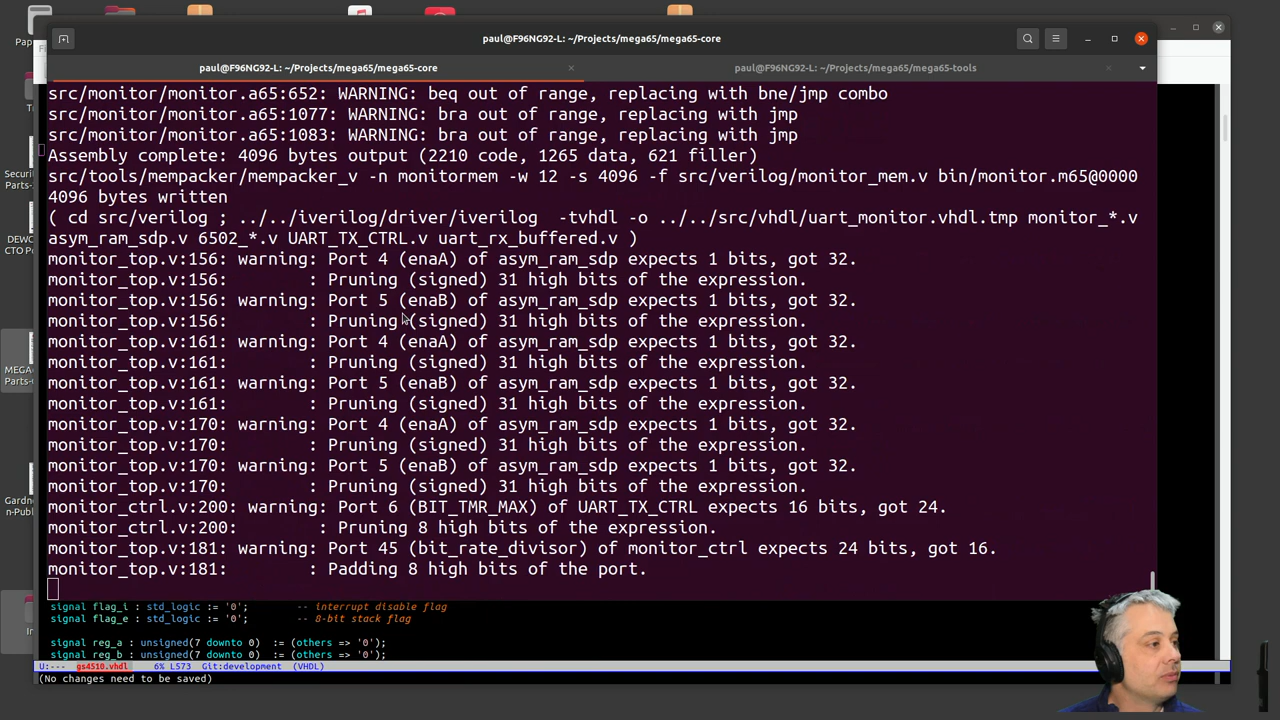 Pap
paul@F96NG92-L: ~/Projects/mega65/mega65-core
paul@F96NG92-L: ~/Projects/mega65/mega65-core
paul@F96NG92-L: ~/Projects/mega65/mega65-tools
src/monitor/monitor.a65:652: WARNING: beq out of range, replacing with bne/jmp combo
src/monitor/monitor.a65:1077: WARNING: bra out of range, replacing with jmp
src/monitor/monitor.a65:1083: WARNING: bra out of range, replacing with jmp
Assembly complete: 4096 bytes output (2210 code, 1265 data, 621 filler)
src/tools/mempacker/mempacker_v -n monitormem -w 12 -s 4096 -f src/verilog/monitor_mem.v bin/monitor.m65@0000
4096 bytes written
( cd src/verilog ; ../../iverilog/driver/iverilog  -tvhdl -o ../../src/vhdl/uart_monitor.vhdl.tmp monitor_*.v
asym_ram_sdp.v 6502_*.v UART_TX_CTRL.v uart_rx_buffered.v )
monitor_top.v:156: warning: Port 4 (enaA) of asym_ram_sdp expects 1 bits, got 32.
monitor_top.v:156:        : Pruning (signed) 31 high bits of the expression.
monitor_top.v:156: warning: Port 5 (enaB) of asym_ram_sdp expects 1 bits, got 32.
monitor_top.v:156:        : Pruning (signed) 31 high bits of the expression.
monitor_top.v:161: warning: Port 4 (enaA) of asym_ram_sdp expects 1 bits, got 32.
monitor_top.v:161:        : Pruning (signed) 31 high bits of the expression.
monitor_top.v:161: warning: Port 5 (enaB) of asym_ram_sdp expects 1 bits, got 32.
monitor_top.v:161:        : Pruning (signed) 31 high bits of the expression.
monitor_top.v:170: warning: Port 4 (enaA) of asym_ram_sdp expects 1 bits, got 32.
monitor_top.v:170:        : Pruning (signed) 31 high bits of the expression.
monitor_top.v:170: warning: Port 5 (enaB) of asym_ram_sdp expects 1 bits, got 32.
monitor_top.v:170:        : Pruning (signed) 31 high bits of the expression.
monitor_ctrl.v:200: warning: Port 6 (BIT_TMR_MAX) of UART_TX_CTRL expects 16 bits, got 24.
monitor_ctrl.v:200:        : Pruning 8 high bits of the expression.
monitor_top.v:181: warning: Port 45 (bit_rate_divisor) of monitor_ctrl expects 24 bits, got 16.
monitor_top.v:181:        : Padding 8 high bits of the port.
Securi
Parts-
DEWC
CTO P
MEGA
Parts-
Gardn
n-Publ
signal flag_i : std_logic := '0';        -- interrupt disable flag
signal flag_e : std_logic := '0';        -- 8-bit stack flag
signal reg_a : unsigned(7 downto 0)  := (others => '0');
signal reg_b : unsigned(7 downto 0)  := (others => '0');
U:---  gs4510.vhdl    6% L573   Git:development  (VHDL)
(No changes need to be saved)